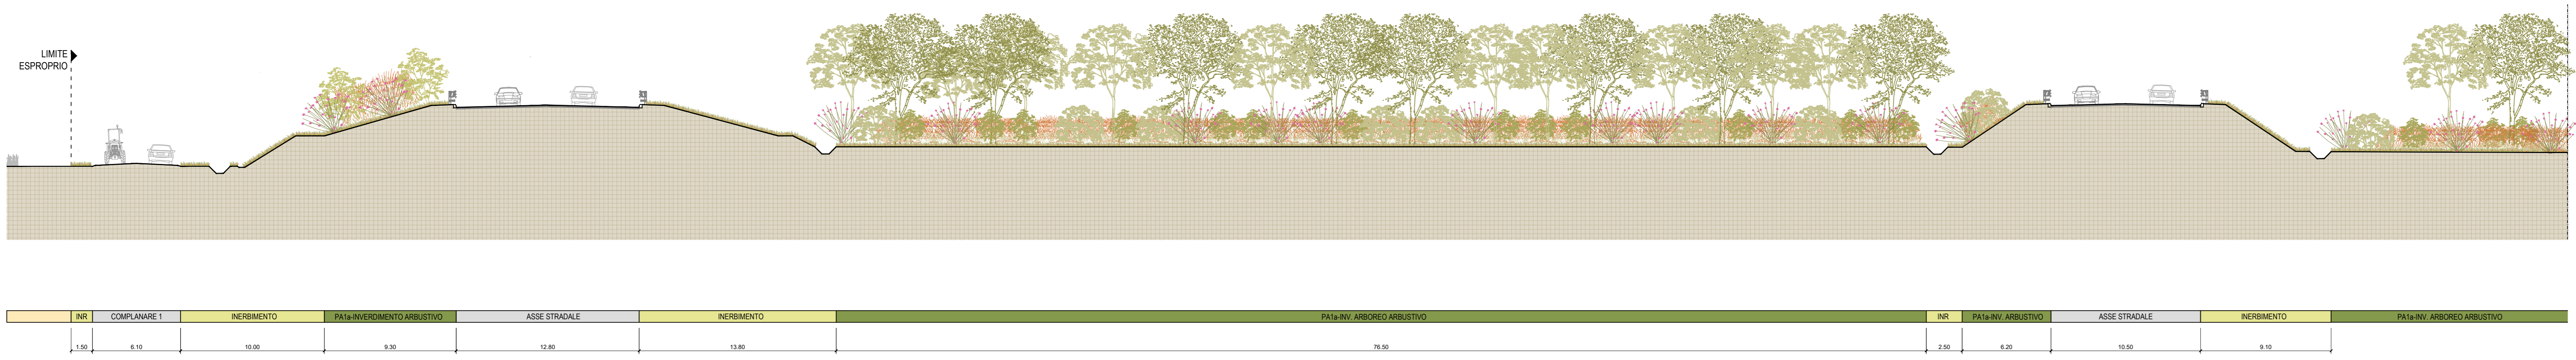 LIMITE
ESPROPRIO
INR
COMPLANARE 1
INERBIMENTO
PA1a-INVERDIMENTO ARBUSTIVO
ASSE STRADALE
INERBIMENTO
PA1a-INV. ARBOREO ARBUSTIVO
INR
PA1a-INV. ARBUSTIVO
ASSE STRADALE
INERBIMENTO
PA1a-INV. ARBOREO ARBUSTIVO
1.50
6.10
10.00
9.30
12.80
13.80
76.50
2.50
6.20
10.50
9.10